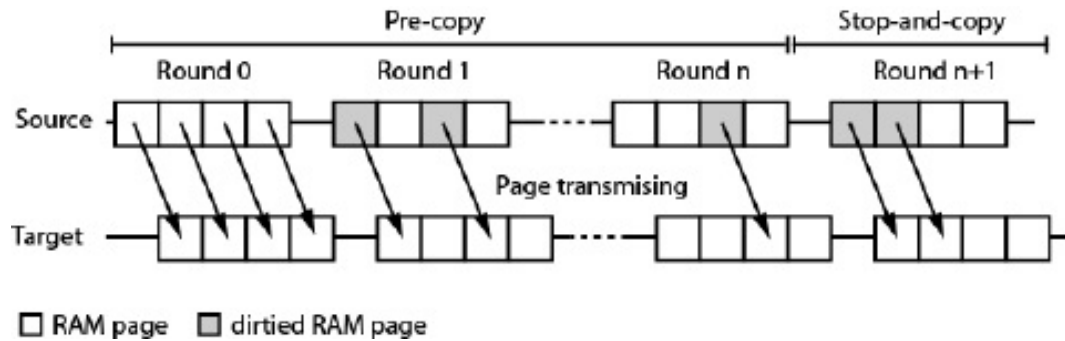 Pre-copy Stop-and-copy
Round 0 Round 1 Round n Round n+1
Source
Page transmising
Target
RAM page dirtied RAM page